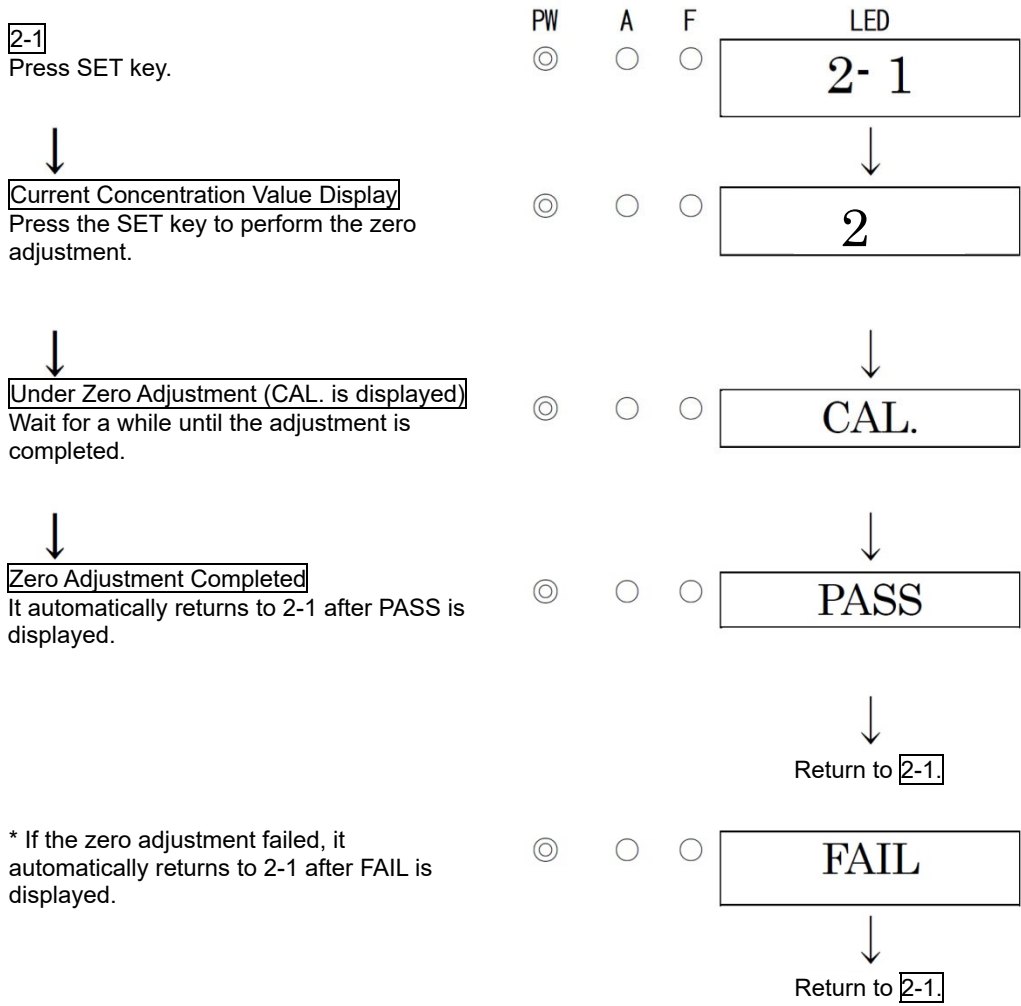 PW A F LED
2-1
Press SET key.
2- 1
Current Concentration Value Display
Press the SET key to perform the zero
adjustment.
2
Under Zero Adjustment (CAL. is displayed)
Wait for a while until the adjustment is
completed.
CAL.
Zero Adjustment Completed
It automatically returns to 2-1 after PASS is
displayed.
PASS
Return to 2-1.
* If the zero adjustment failed, it
automatically returns to 2-1 after FAIL is
displayed.
FAIL
Return to 2-1.